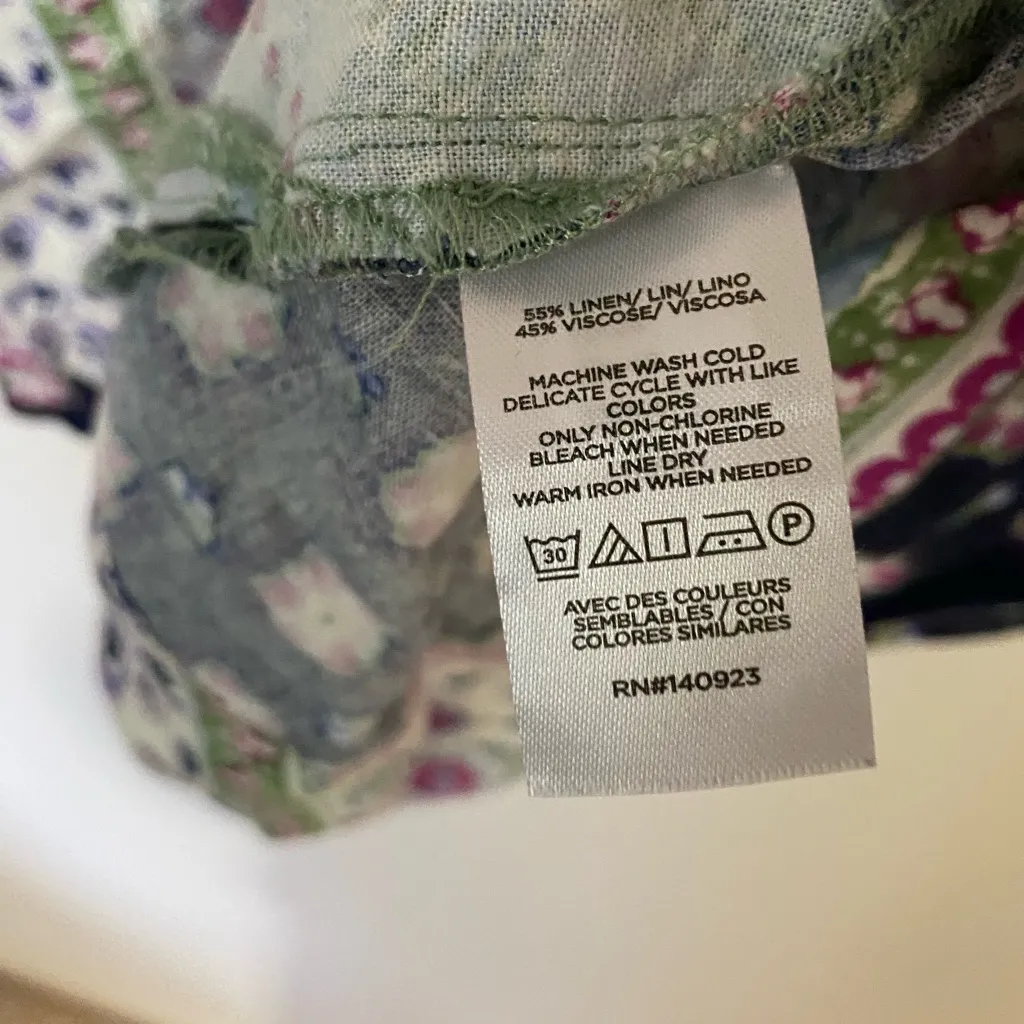 55% LINEN/ LIN/ LINO
45% VISCOSE/ VISCOSA
MACHINE WASH COLD
DELICATE CYCLE WITH LIKE
COLORS
ONLY NON-CHLORINE
BLEACH WHEN NEEDED
LINE DRY
WARM IRON WHEN NEEDED
30 P
AVEC DES COULEURS
SEMBLABLES / CON
COLORES SIMILARES
RN#140923